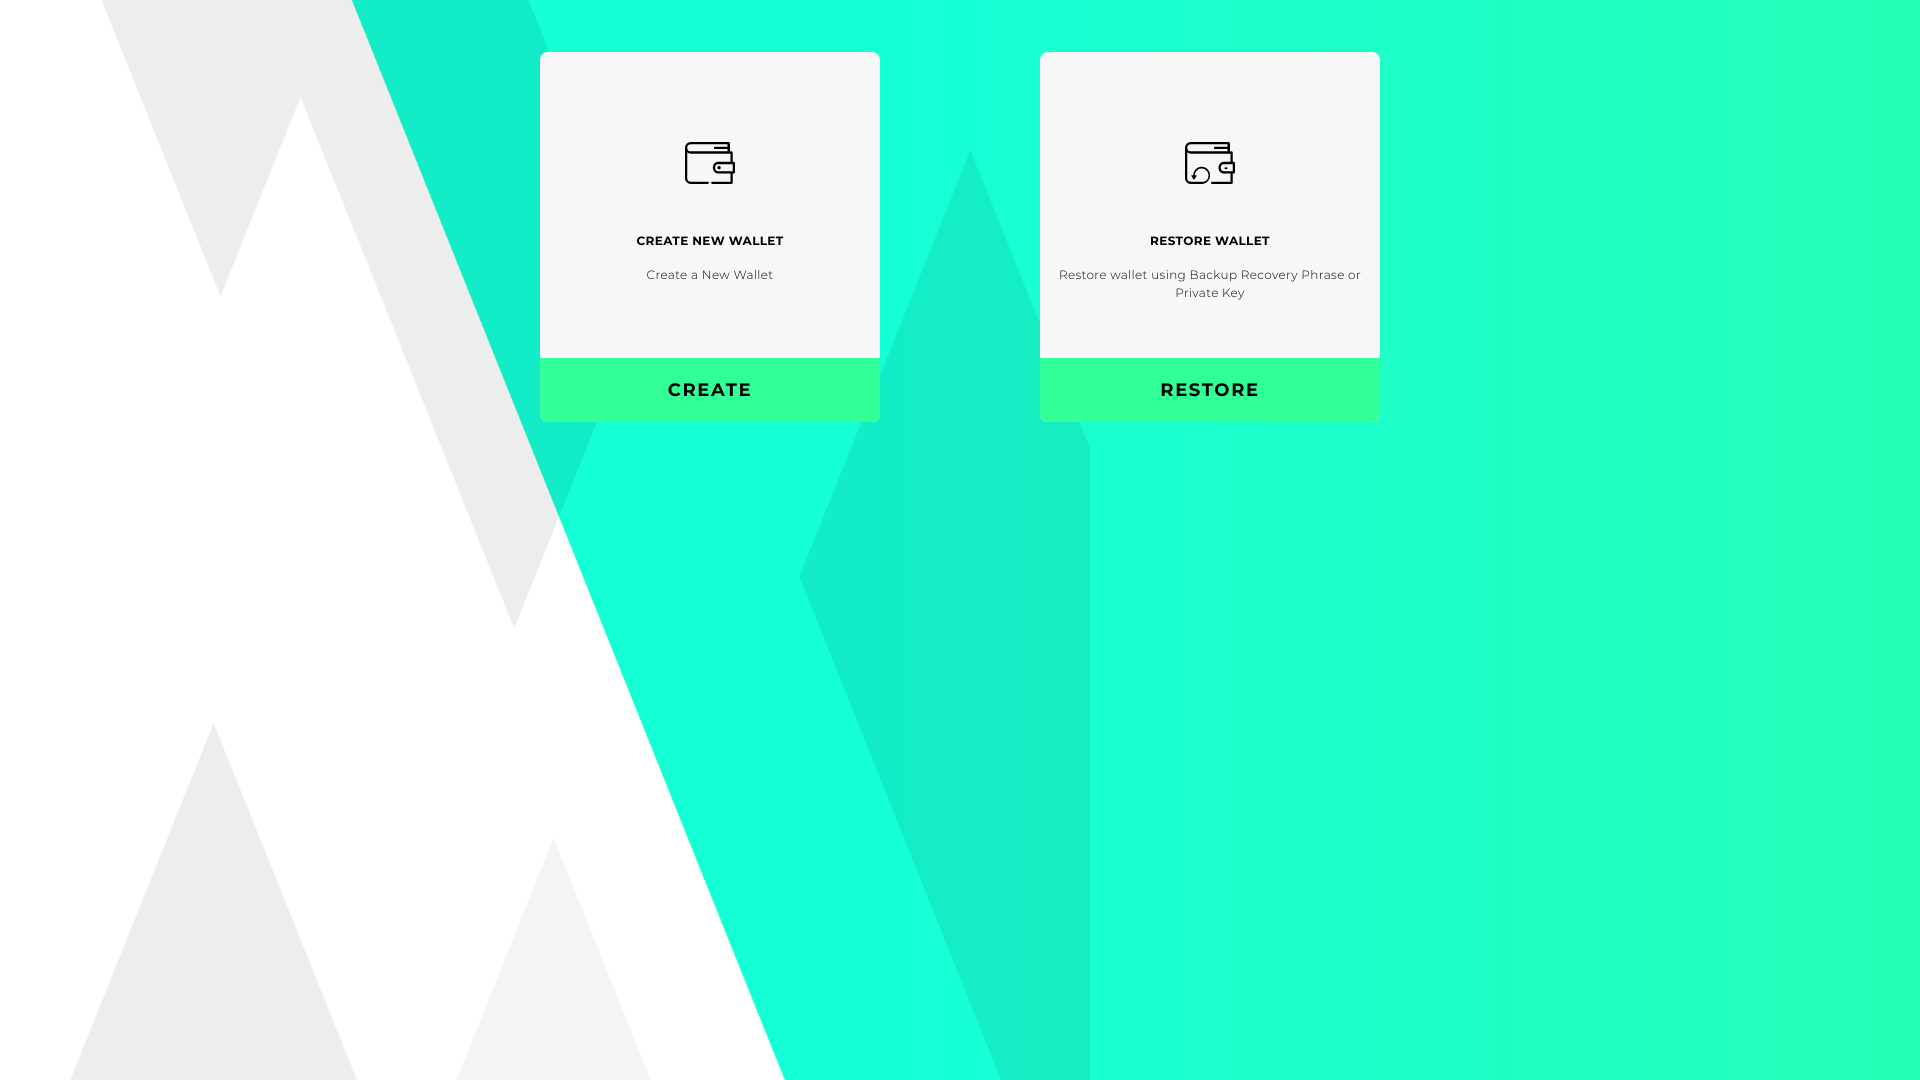 CREATE NEW WALLET
Create a New Wallet
CREATE
RESTORE WALLET
Restore wallet using Backup Recovery Phrase or
Private Key
RESTORE